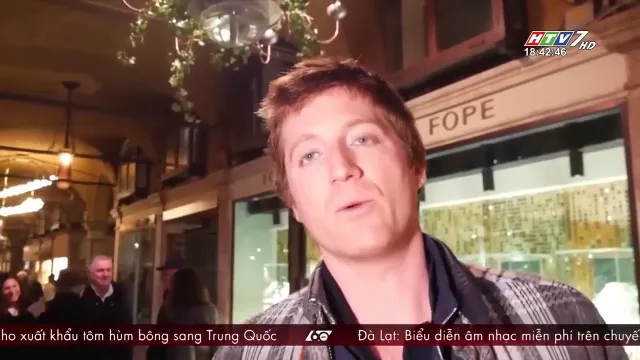 HTV7 HD
18:42:46
FOPE
ho xuất khẩu tôm hùm bông sang Trung Quốc 60 Đà Lạt: Biểu diễn âm nhạc miễn phí trên chuyế